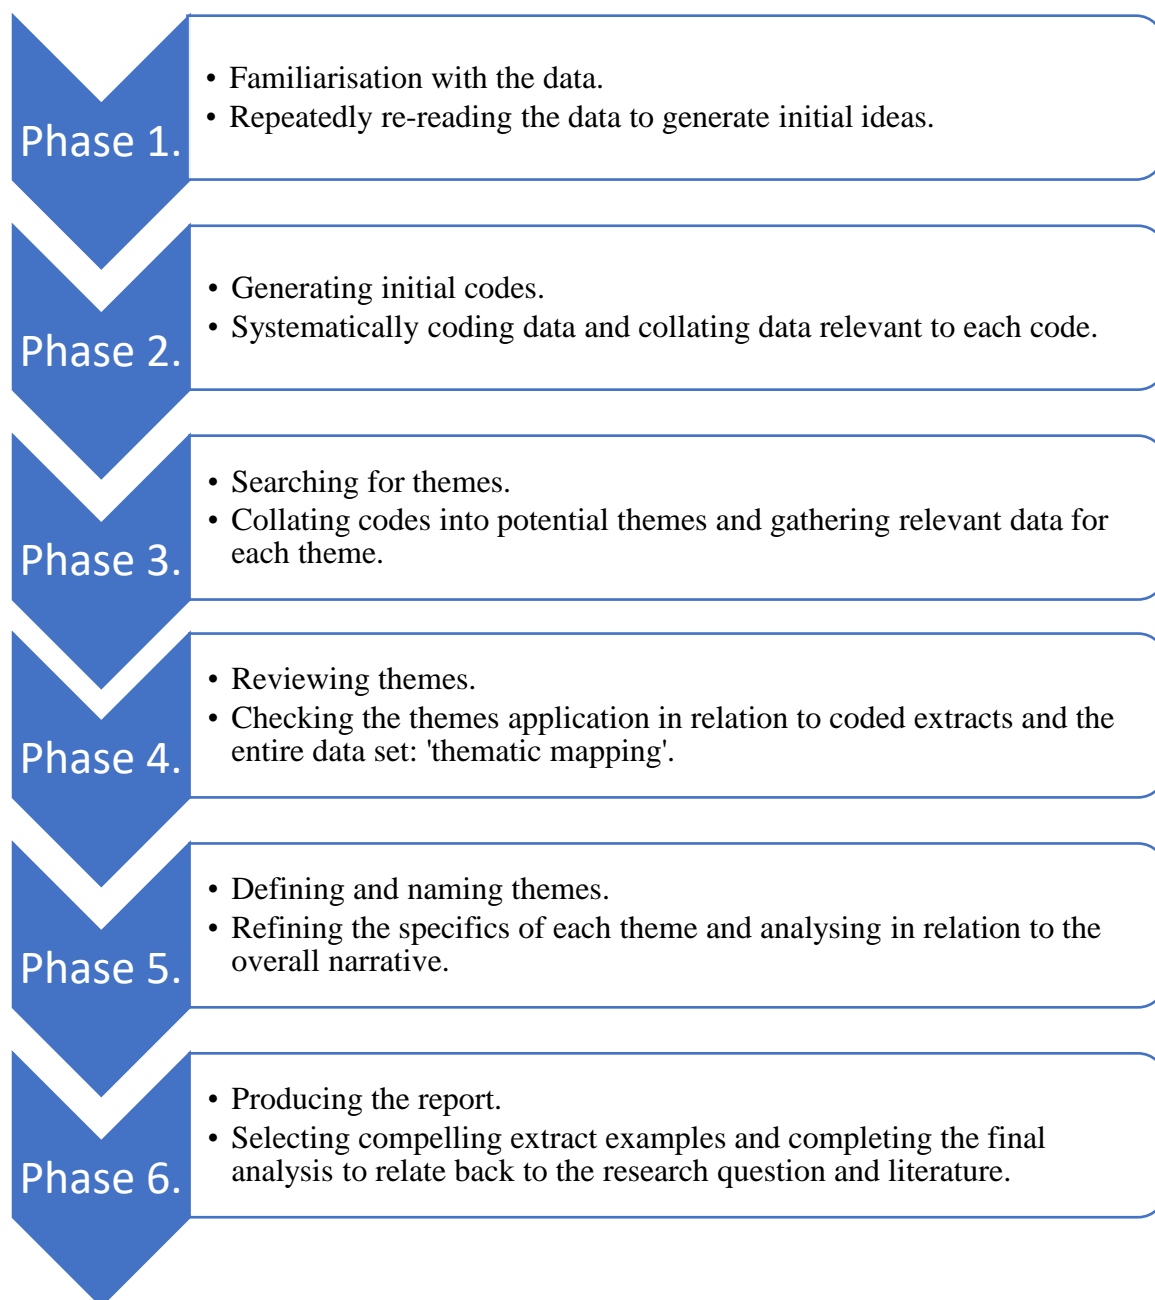 Phase 1.
• Familiarisation with the data.
• Repeatedly re-reading the data to generate initial ideas.
Phase 2.
• Generating initial codes.
• Systematically coding data and collating data relevant to each code.
Phase 3.
• Searching for themes.
• Collating codes into potential themes and gathering relevant data for
each theme.
Phase 4.
• Reviewing themes.
• Checking the themes application in relation to coded extracts and the
entire data set: 'thematic mapping'.
Phase 5.
• Defining and naming themes.
• Refining the specifics of each theme and analysing in relation to the
overall narrative.
Phase 6.
• Producing the report.
• Selecting compelling extract examples and completing the final
analysis to relate back to the research question and literature.